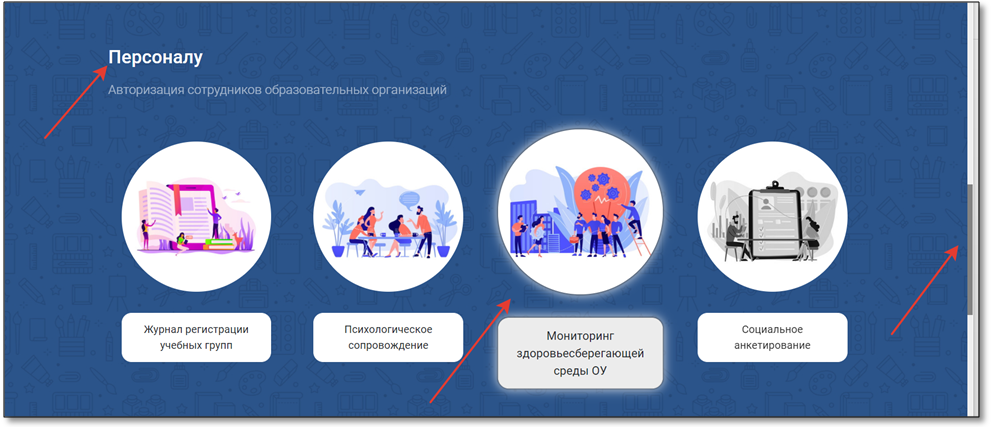 Персоналу
Авторизация сотрудников образовательных организаций
Журнал регистрации
учебных групп
Психологическое
сопровождение
Мониторинг
здоровьесберегающей
среды ОУ
Социальное
анкетирование